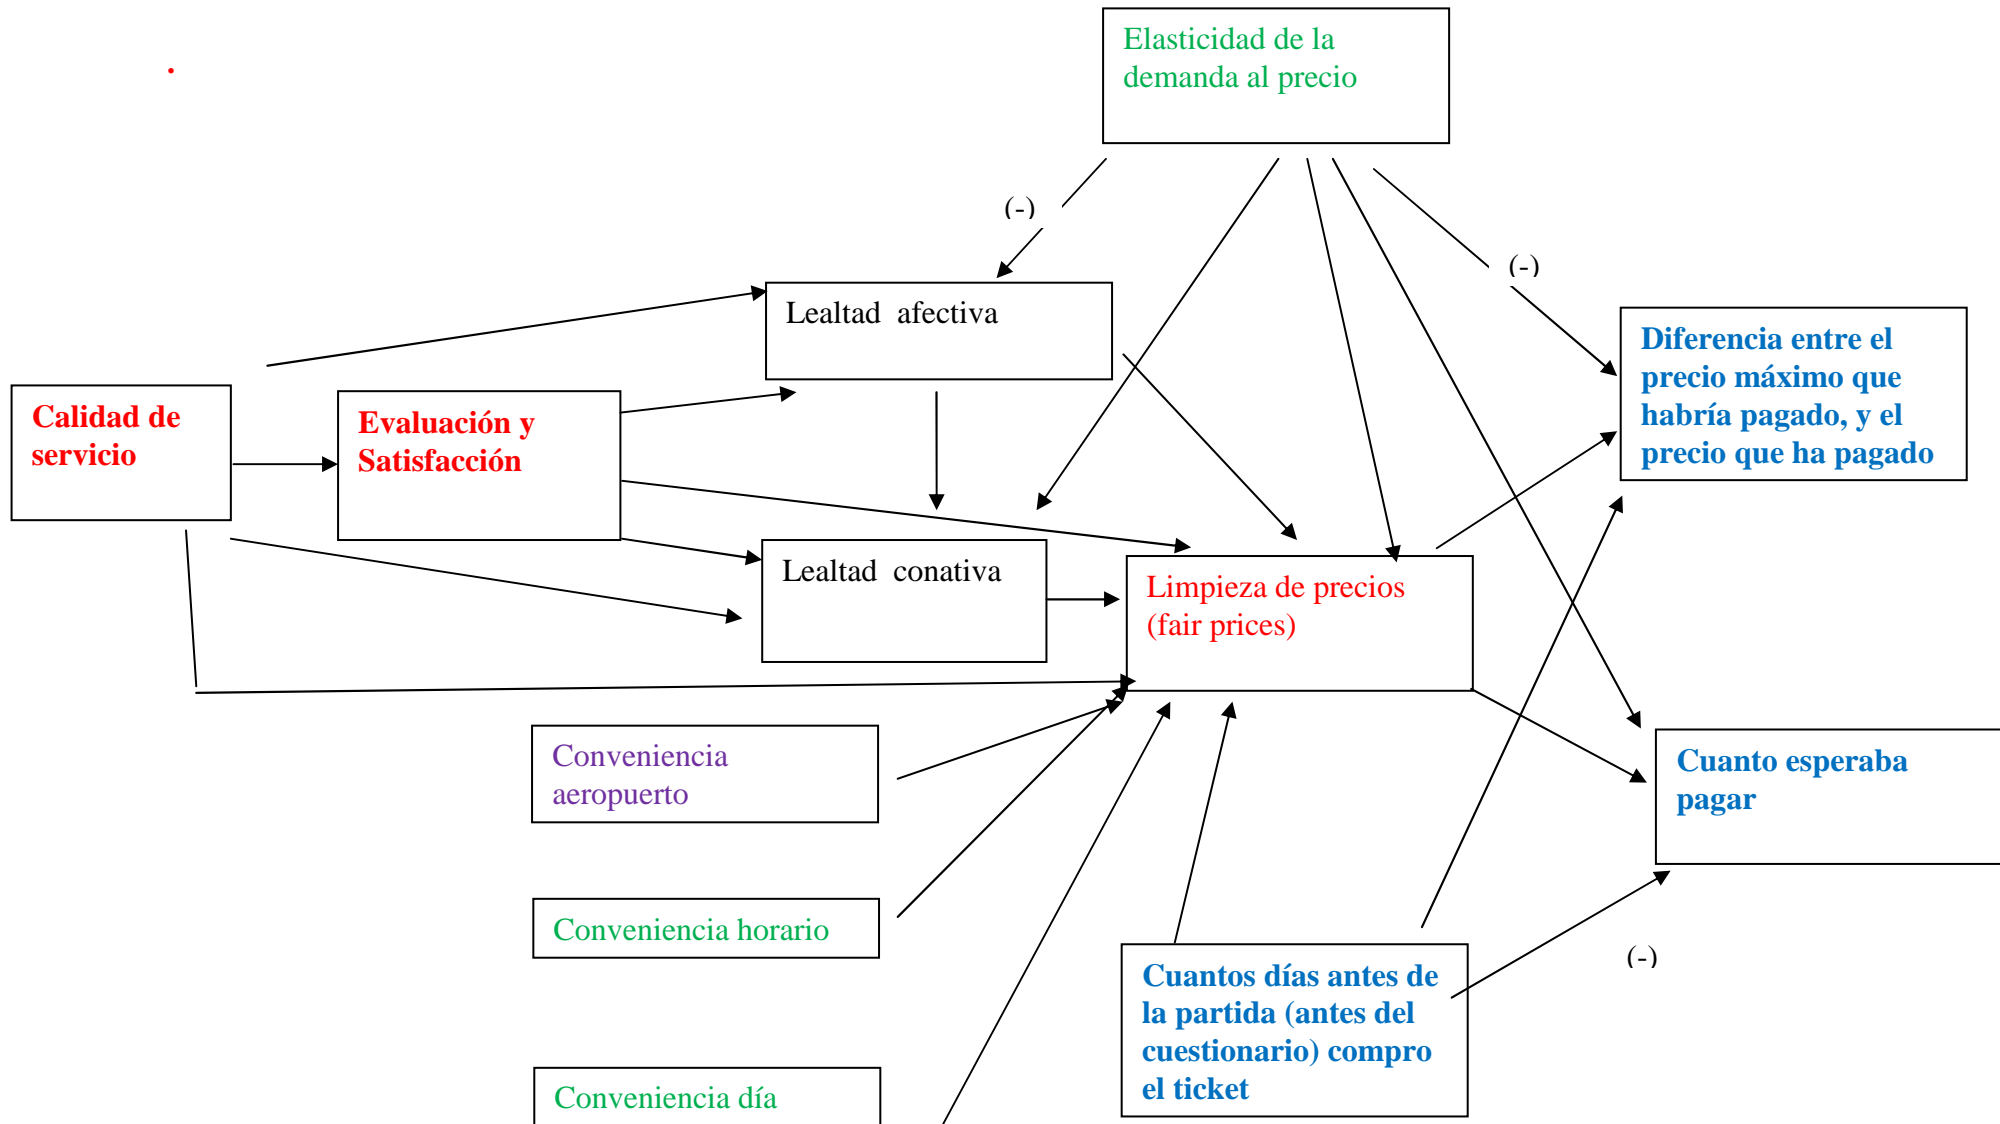 Elasticidad de la
demanda al precio
.
(-)
(-)
Lealtad afectiva
Diferencia entre el
precio máximo que
habría pagado, y el
precio que ha pagado
Calidad de
servicio
Evaluación y
Satisfacción
Lealtad conativa
Limpieza de precios
(fair prices)
Conveniencia
aeropuerto
Cuanto esperaba
pagar
Conveniencia horario
(-)
Cuantos días antes de
la partida (antes del
cuestionario) compro
el ticket
Conveniencia día